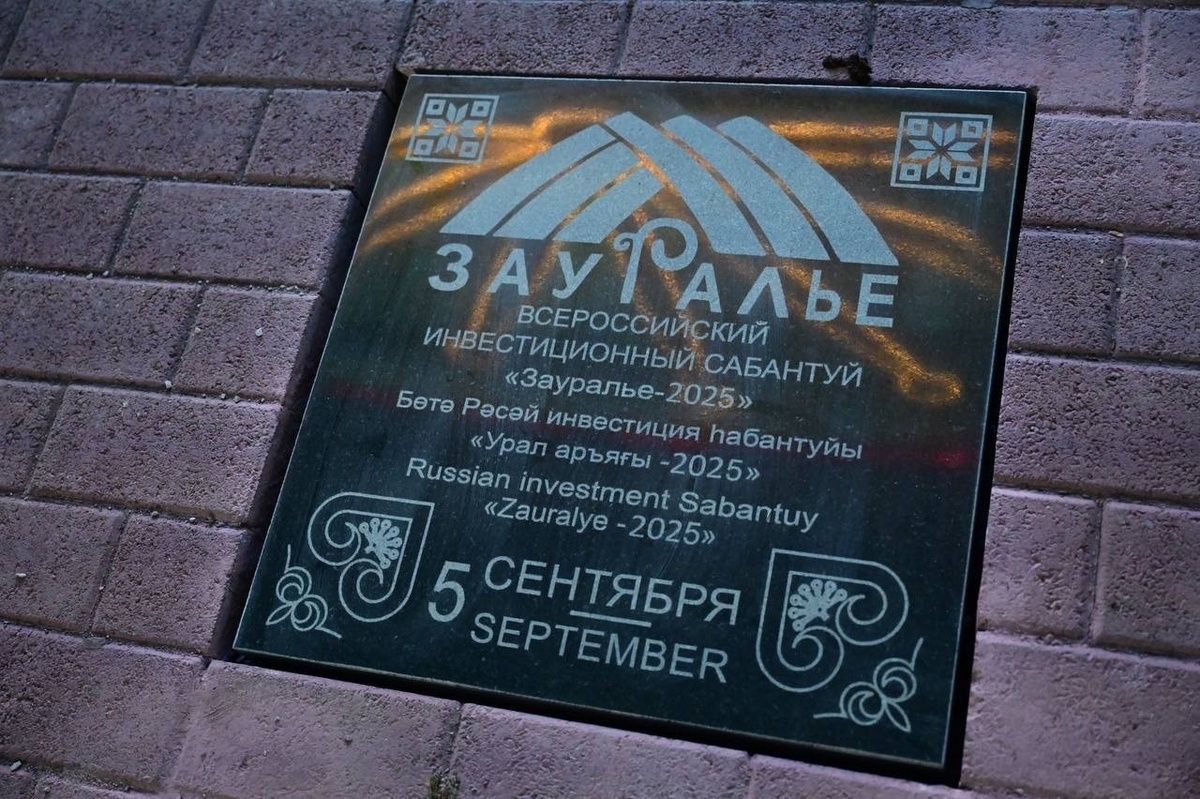 ЗАУРАЛЬЕ
ВСЕРОССИЙСКИЙ
ИНВЕСТИЦИОННЫЙ САБАНТУЙ
«Зауралье-2025»
Бөтә Рәсәй инвестиция һабантуйы
«Урал аръяғы -2025»
Russian investment Sabantuy
«Zauralye -2025»
5 СЕНТЯБРЯ
SEPTEMBER